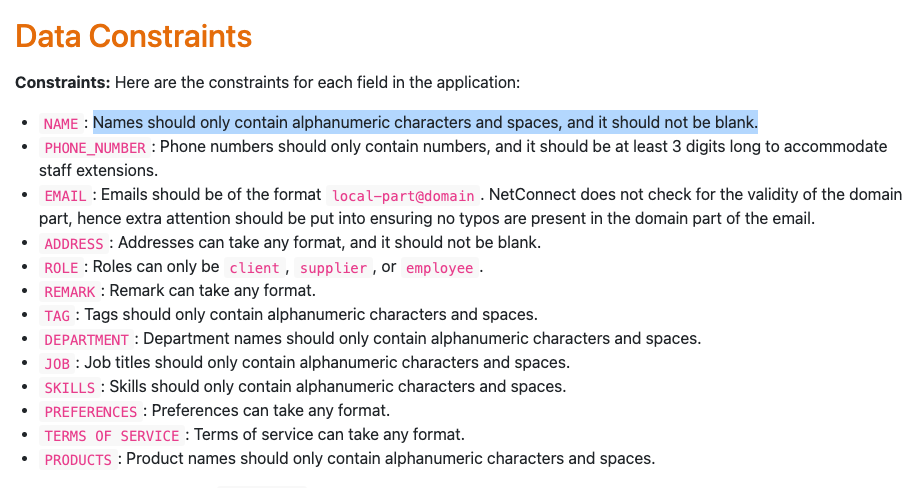 Data Constraints
Constraints: Here are the constraints for each field in the application:
• NAME : Names should only contain alphanumeric characters and spaces, and it should not be blank.
• PHONE_NUMBER : Phone numbers should only contain numbers, and it should be at least 3 digits long to accommodate
staff extensions.
• EMAIL : Emails should be of the format local-part@domain . NetConnect does not check for the validity of the domain
part, hence extra attention should be put into ensuring no typos are present in the domain part of the email.
• ADDRESS : Addresses can take any format, and it should not be blank.
• ROLE : Roles can only be client , supplier , or employee .
• REMARK : Remark can take any format.
• TAG : Tags should only contain alphanumeric characters and spaces.
• DEPARTMENT : Department names should only contain alphanumeric characters and spaces.
• JOB : Job titles should only contain alphanumeric characters and spaces.
• SKILLS : Skills should only contain alphanumeric characters and spaces.
• PREFERENCES : Preferences can take any format.
• TERMS OF SERVICE : Terms of service can take any format.
• PRODUCTS : Product names should only contain alphanumeric characters and spaces.